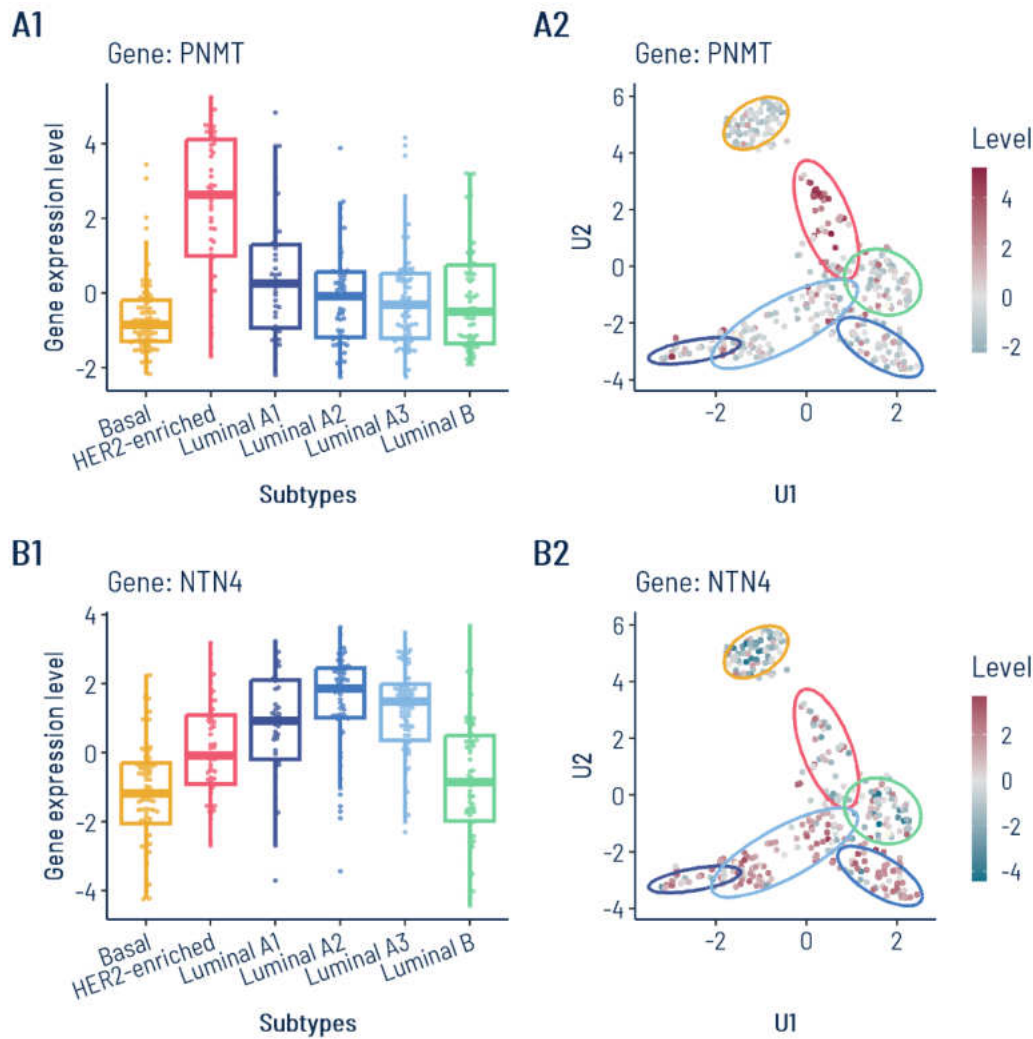 A1
Gene: PNMT
Gene expression level
4
2
0
-2
Basal
HER2-enriched
Luminal A1
Luminal A2
Luminal A3
Luminal B
Subtypes
A2
Gene: PNMT
U2
6
4
2
0
-2
-4
-2
0
2
U1
Level
4
2
0
-2
B1
Gene: NTN4
Gene expression level
4
2
0
-2
-4
Basal
HER2-enriched
Luminal A1
Luminal A2
Luminal A3
Luminal B
Subtypes
B2
Gene: NTN4
U2
6
4
2
0
-2
-4
-2
0
2
U1
Level
2
0
-2
-4